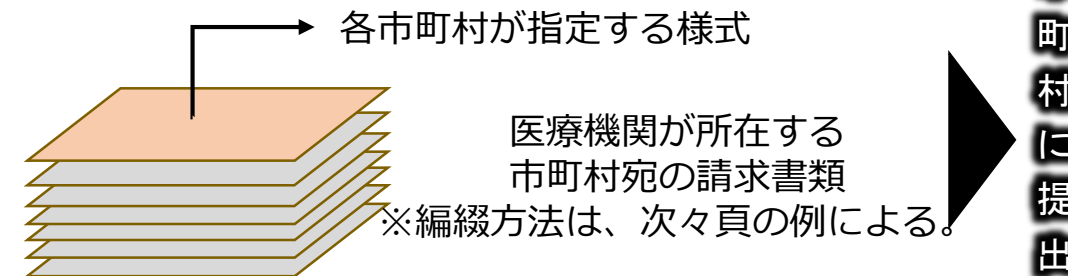 各市町村が指定する様式
医療機関が所在する
市町村宛の請求書類
※編綴方法は、次々頁の例による。
町村に提出